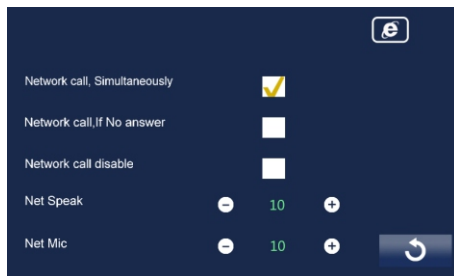 Network call, Simultaneously
Network call,If No answer
Network call disable
Net Speak 10
Net Mic 10